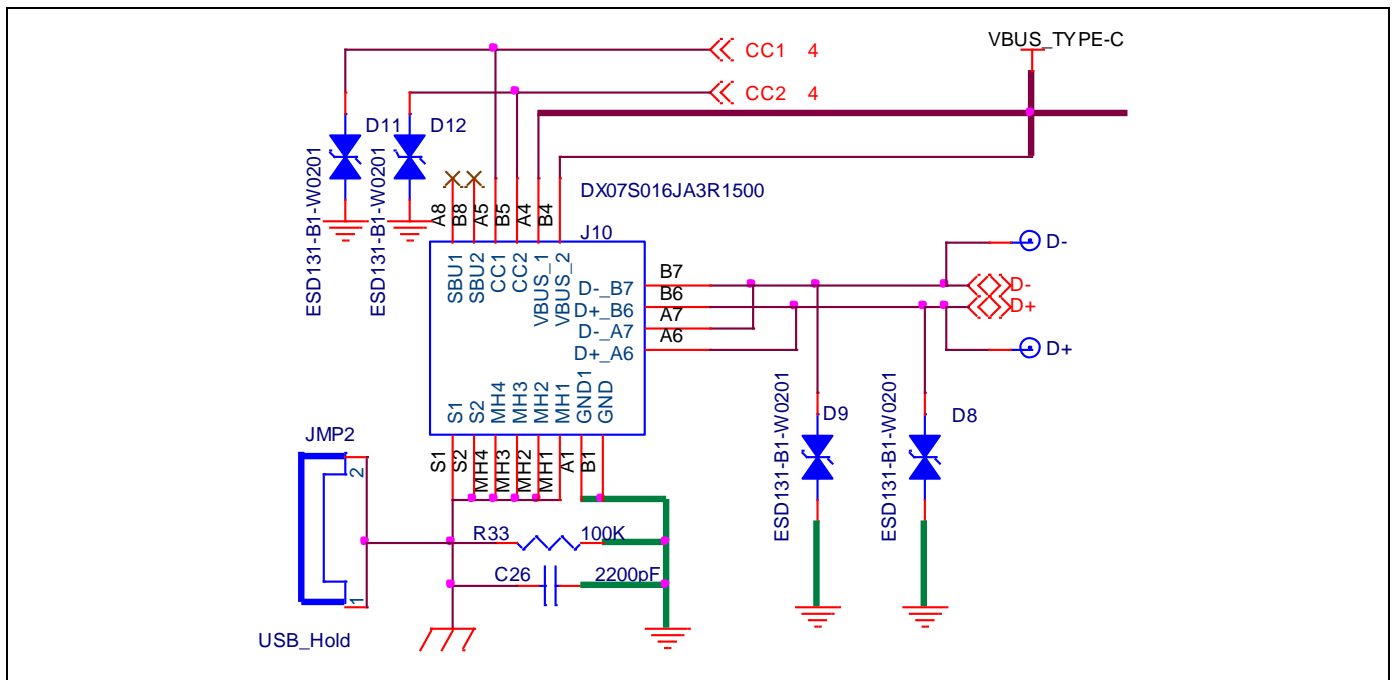 CC1 4
VBUS_TYPE-C
CC2 4
D11
D12
ESD131-B1-W0201
ESD131-B1-W0201
DX07S016JA3R1500
J10
A8
B8
A5
B5
A4
B4
SBU1
SBU2
CC1
CC2
VBUS_1
VBUS_2
D-_B7
D+_B6
D-_A7
D+_A6
B7
B6
A7
A6
D-
D-
D+
D+
S1
S2
MH4
MH3
MH2
MH1
GND1
GND
S1
S2
MH4
MH3
MH2
MH1
A1
B1
ESD131-B1-W0201
D9
ESD131-B1-W0201
D8
JMP2
2
1
USB_Hold
R33
100K
C26
2200pF